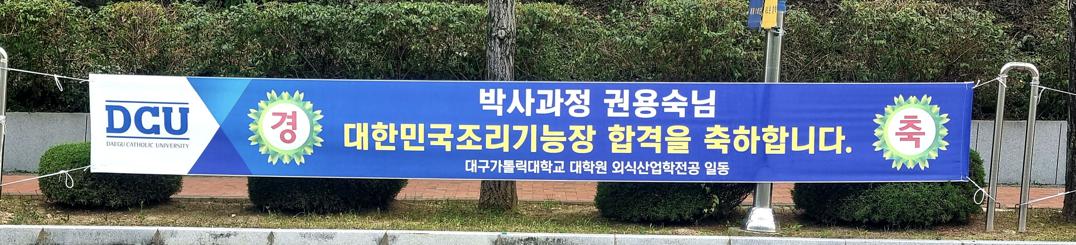 DCU
DAEGU CATHOLIC UNIVERSITY
경
박사과정 권용숙님
대한민국조리기능장 합격을 축하합니다.
대구가톨릭대학교 대학원 외식산업학전공 일동
축